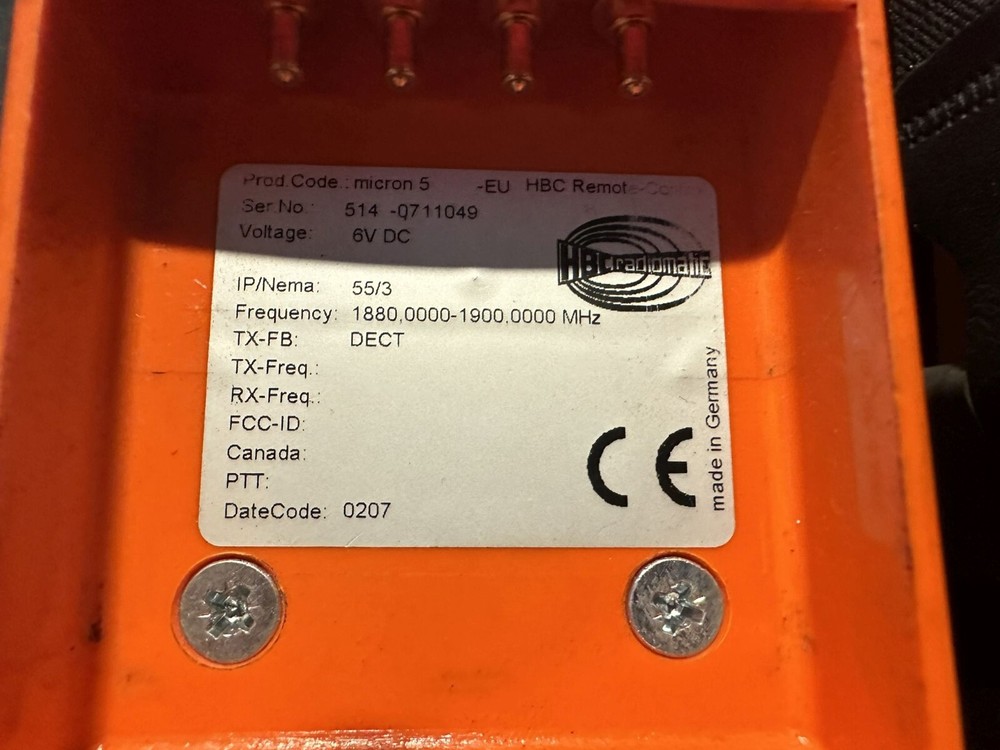 Prod.Code.: micron 5 -EU HBC Remote-Control
Ser.No.: 514 -0711049
Voltage: 6V DC
HBC radiomatic
IP/Nema: 55/3
Frequency: 1880,0000-1900,0000 MHz
TX-FB: DECT
TX-Freq.:
RX-Freq.:
FCC-ID:
Canada:
PTT:
DateCode: 0207
CE
made in Germany